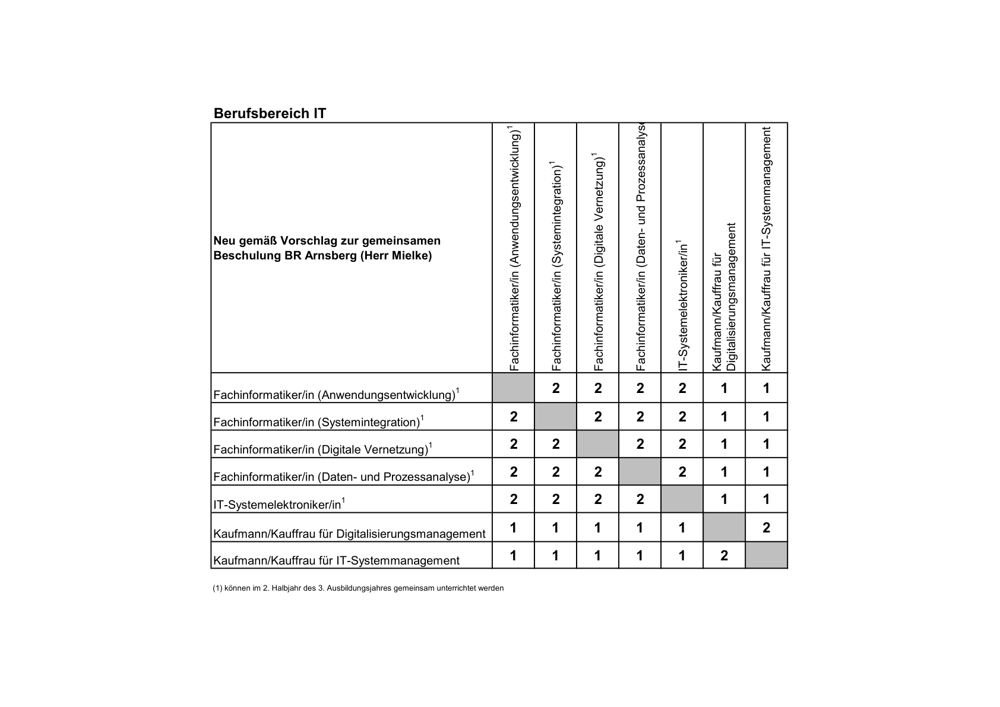 Berufsbereich IT
Neu gemäß Vorschlag zur gemeinsamen
Beschulung BR Arnsberg (Herr Mielke)
Fachinformatiker/in (Anwendungsentwicklung)¹
Fachinformatiker/in (Systemintegration)¹
Fachinformatiker/in (Digitale Vernetzung)¹
Fachinformatiker/in (Daten- und Prozessanalyse
IT-Systemelektroniker/in¹
Kaufmann/Kauffrau für
Digitalisierungsmanagement
Kaufmann/Kauffrau für IT-Systemmanagement
Fachinformatiker/in (Anwendungsentwicklung)¹ 2 2 2 2 1 1
Fachinformatiker/in (Systemintegration)¹ 2 2 2 2 1 1
Fachinformatiker/in (Digitale Vernetzung)¹ 2 2 2 2 1 1
Fachinformatiker/in (Daten- und Prozessanalyse)¹ 2 2 2 2 1 1
IT-Systemelektroniker/in¹ 2 2 2 2 1 1
Kaufmann/Kauffrau für Digitalisierungsmanagement 1 1 1 1 1 2
Kaufmann/Kauffrau für IT-Systemmanagement 1 1 1 1 1 2
(1) können im 2. Halbjahr des 3. Ausbildungsjahres gemeinsam unterrichtet werden